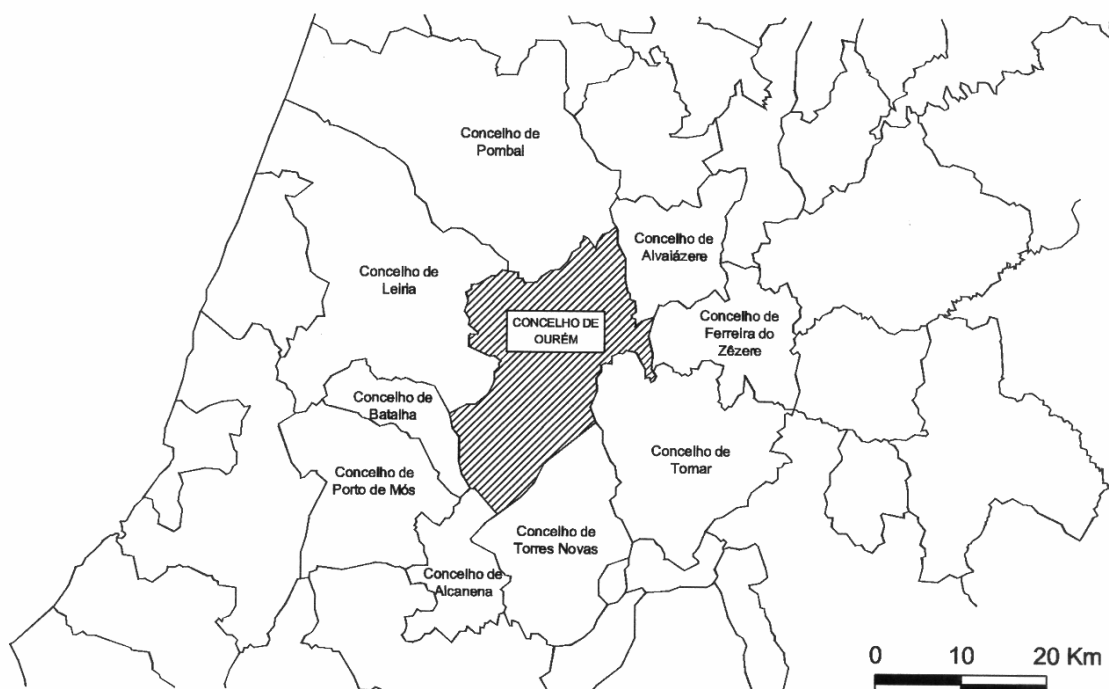 Concelho de
Pombal
Concelho de
Alvaiázere
Concelho de
Leiria
CONCELHO DE
OURÉM
Concelho de
Ferreira do
Zêzere
Concelho de
Batalha
Concelho de
Tomar
Concelho de
Porto de Mós
Concelho de
Torres Novas
Concelho de
Alcanena
0 10 20 Km